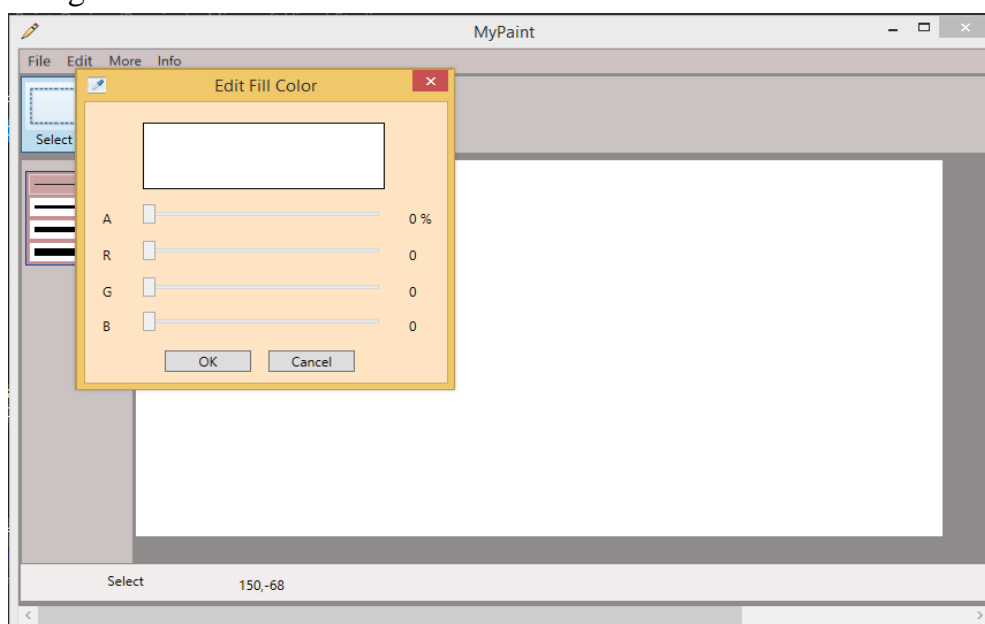 MyPaint
File Edit More Info
Edit Fill Color
Select
A 0 %
R 0
G 0
B 0
OK Cancel
Select 150,-68